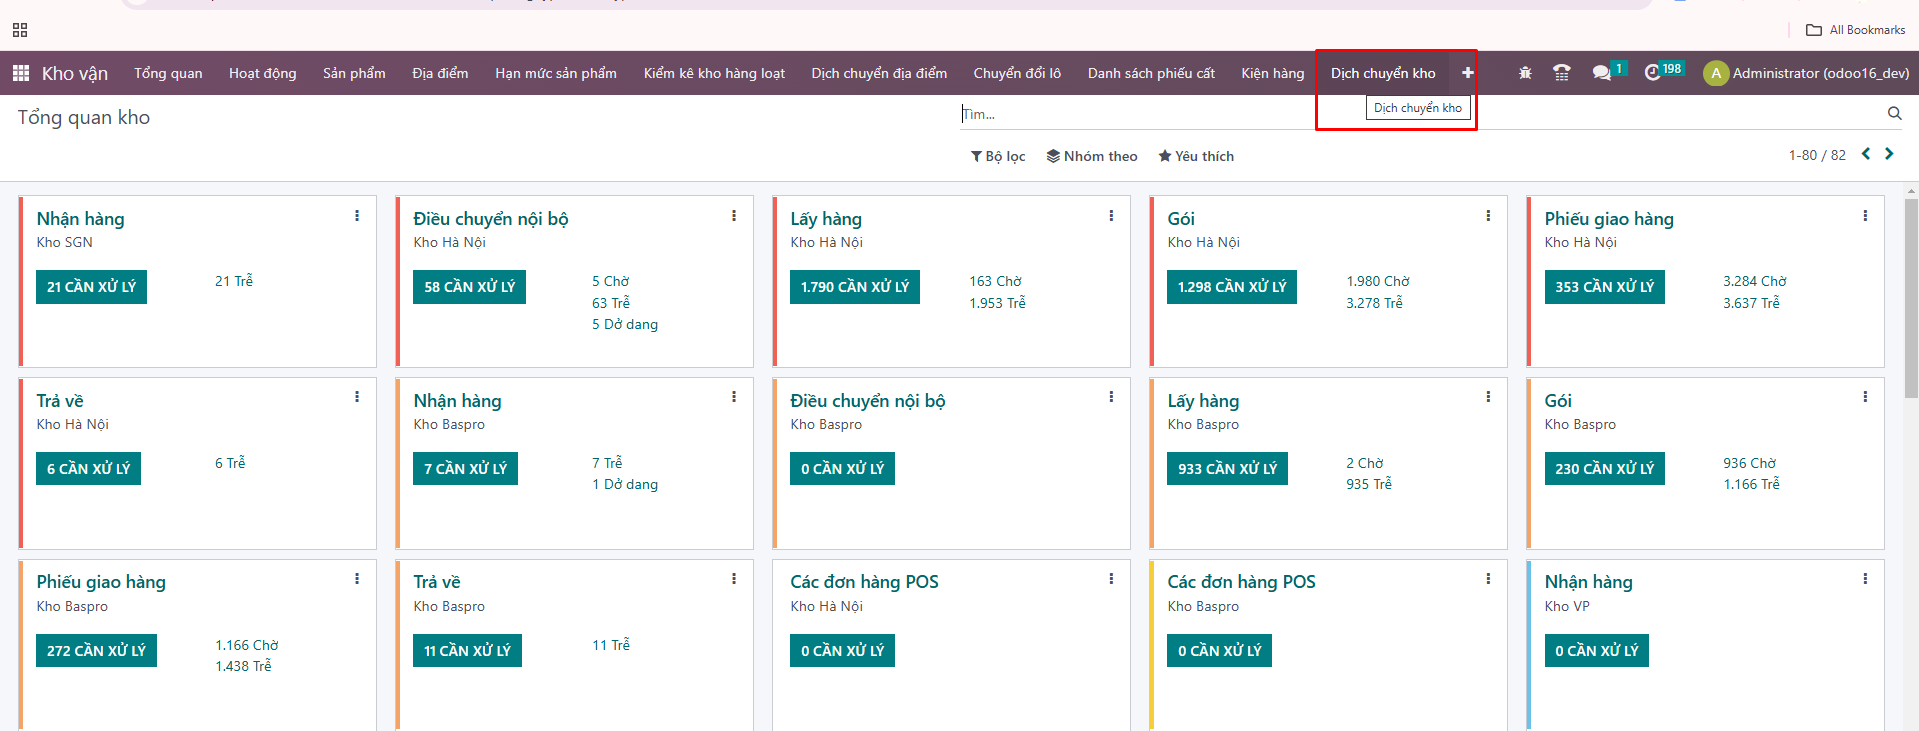 All Bookmarks
Kho vận Tổng quan Hoạt động Sản phẩm Địa điểm Hạn mức sản phẩm Kiểm kê kho hàng loạt Dịch chuyển địa điểm Chuyển đổi lô Danh sách phiếu cất Kiện hàng Dịch chuyển kho 1 198 A Administrator (odoo16_dev)
Tổng quan kho
Tìm...
Dịch chuyển kho
Bộ lọc Nhóm theo Yêu thích
1-80 / 82
Nhận hàng
Kho SGN
21 CẦN XỬ LÝ
21 Trễ
Điều chuyển nội bộ
Kho Hà Nội
58 CẦN XỬ LÝ
5 Chờ
63 Trễ
5 Dở dang
Lấy hàng
Kho Hà Nội
1.790 CẦN XỬ LÝ
163 Chờ
1.953 Trễ
Gói
Kho Hà Nội
1.298 CẦN XỬ LÝ
1.980 Chờ
3.278 Trễ
Phiếu giao hàng
Kho Hà Nội
353 CẦN XỬ LÝ
3.284 Chờ
3.637 Trễ
Trả về
Kho Hà Nội
6 CẦN XỬ LÝ
6 Trễ
Nhận hàng
Kho Baspro
7 CẦN XỬ LÝ
7 Trễ
1 Dở dang
Điều chuyển nội bộ
Kho Baspro
0 CẦN XỬ LÝ
Lấy hàng
Kho Baspro
933 CẦN XỬ LÝ
2 Chờ
935 Trễ
Gói
Kho Baspro
230 CẦN XỬ LÝ
936 Chờ
1.166 Trễ
Phiếu giao hàng
Kho Baspro
272 CẦN XỬ LÝ
1.166 Chờ
1.438 Trễ
Trả về
Kho Baspro
11 CẦN XỬ LÝ
11 Trễ
Các đơn hàng POS
Kho Hà Nội
0 CẦN XỬ LÝ
Các đơn hàng POS
Kho Baspro
0 CẦN XỬ LÝ
Nhận hàng
Kho VP
0 CẦN XỬ LÝ